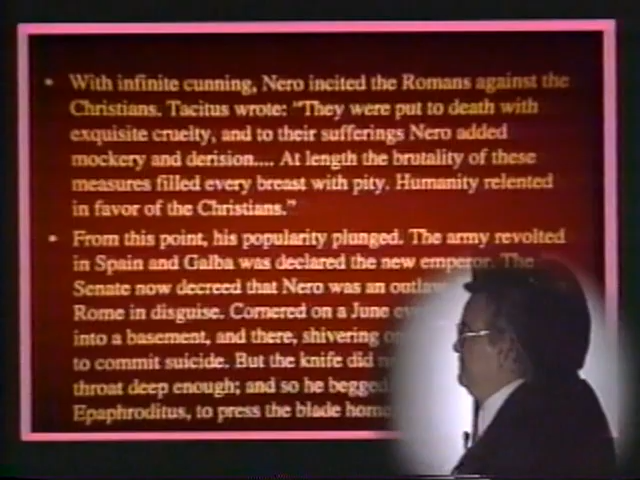 • With infinite cunning, Nero incited the Romans against the
Christians. Tacitus wrote: "They were put to death with
exquisite cruelty, and to their sufferings Nero added
mockery and derision.... At length the brutality of these
measures filled every breast with pity. Humanity relented
in favor of the Christians."
• From this point, his popularity plunged. The army revolted
in Spain and Galba was declared the new emperor. The
Senate now decreed that Nero was an outlaw
Rome in disguise. Cornered on a June
into a basement, and there, shivering
to commit suicide. But the knife did
throat deep enough; and so he begged
Epaphroditus, to press the blade home